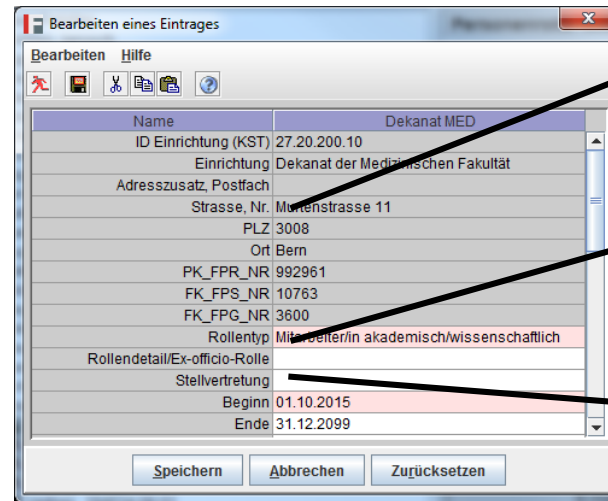 Bearbeiten eines Eintrages
Bearbeiten Hilfe
Name Dekanat MED
ID Einrichtung (KST) 27.20.200.10
Einrichtung Dekanat der Medizinischen Fakultät
Adresszusatz, Postfach
Strasse, Nr. Murtenstrasse 11
PLZ 3008
Ort Bern
PK_FPR_NR 992961
FK_FPS_NR 10763
FK_FPG_NR 3600
Rollentyp Mitarbeiter/in akademisch/wissenschaftlich
Rollendetail/Ex-officio-Rolle
Stellvertretung
Beginn 01.10.2015
Ende 31.12.2099
Speichern Abbrechen Zurücksetzen